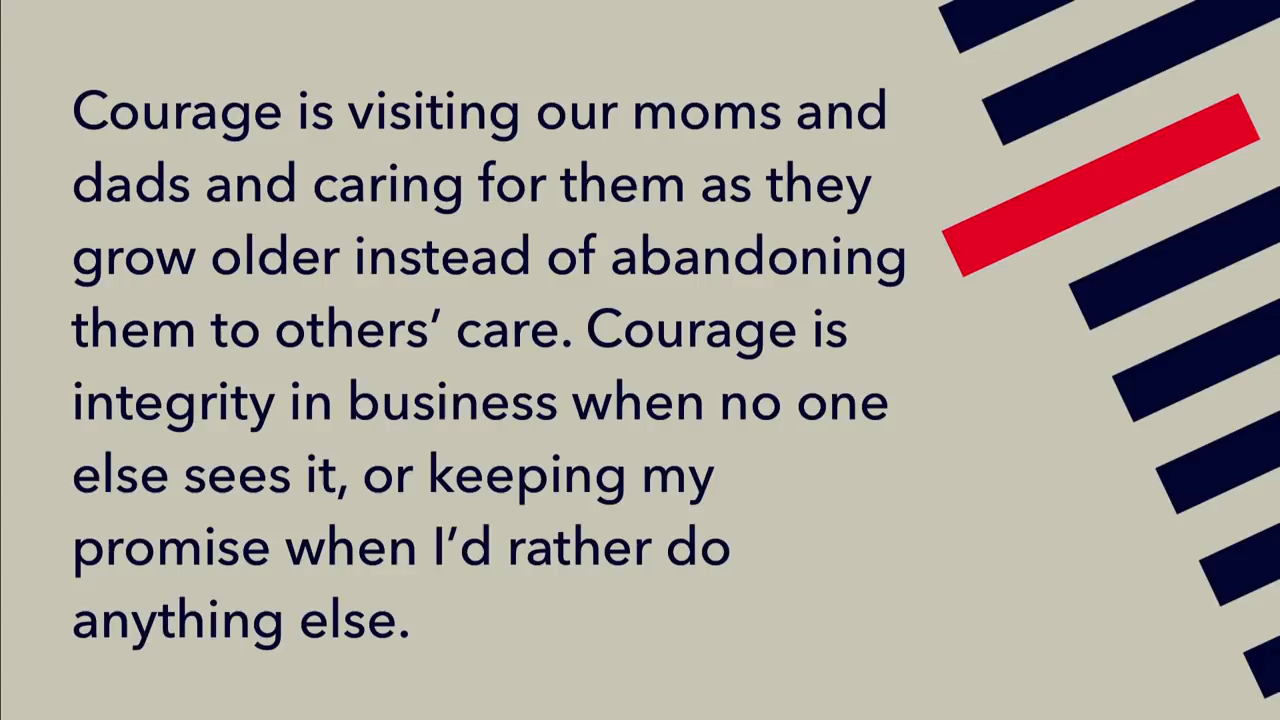 Courage is visiting our moms and
dads and caring for them as they
grow older instead of abandoning
them to others’ care. Courage is
integrity in business when no one
else sees it, or keeping my
promise when I’d rather do
anything else.